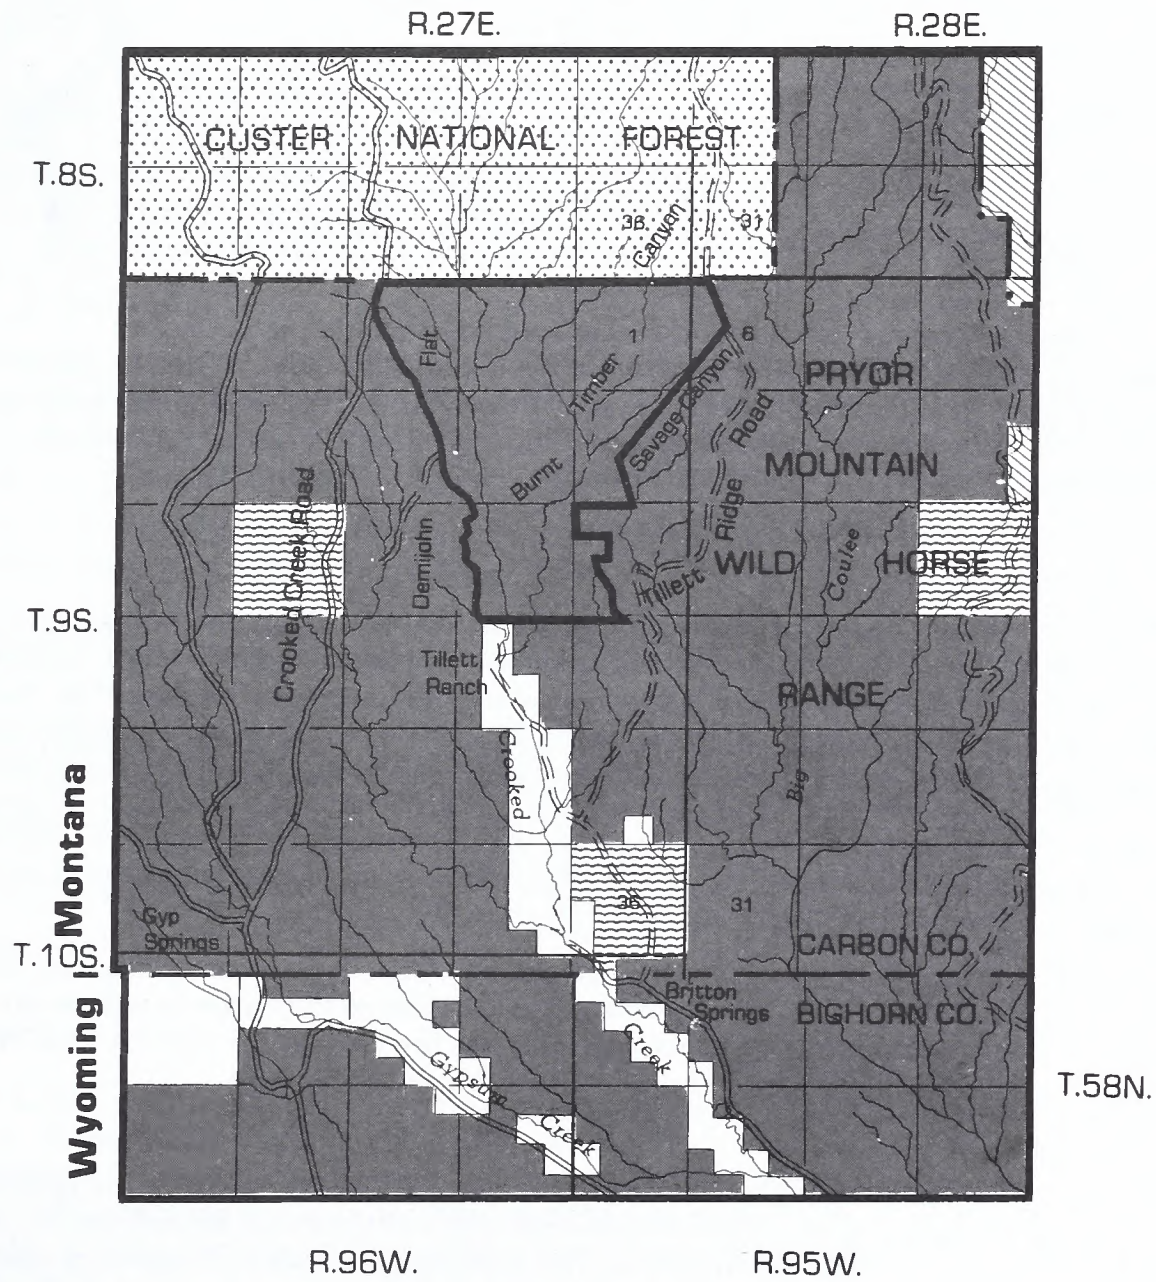 R.27E.
R.28E.
CUSTER NATIONAL FOREST
T.8S.
36
31
Canyon
Flat
1
6
Timber
Savage Canyon
PRYOR
Road
MOUNTAIN
Burnt
Ridge
Crooked Creek Road
Demijohn
WILD HORSE
Coulee
Tillett
T.9S.
Tillett
Ranch
RANGE
Crooked
Big
Montana
36
31
Gyp
Springs
CARBON CO.
T.10S.
Wyoming
Britton
Springs
BIGHORN CO.
Creek
Gypsum
Creek
T.58N.
R.96W.
R.95W.